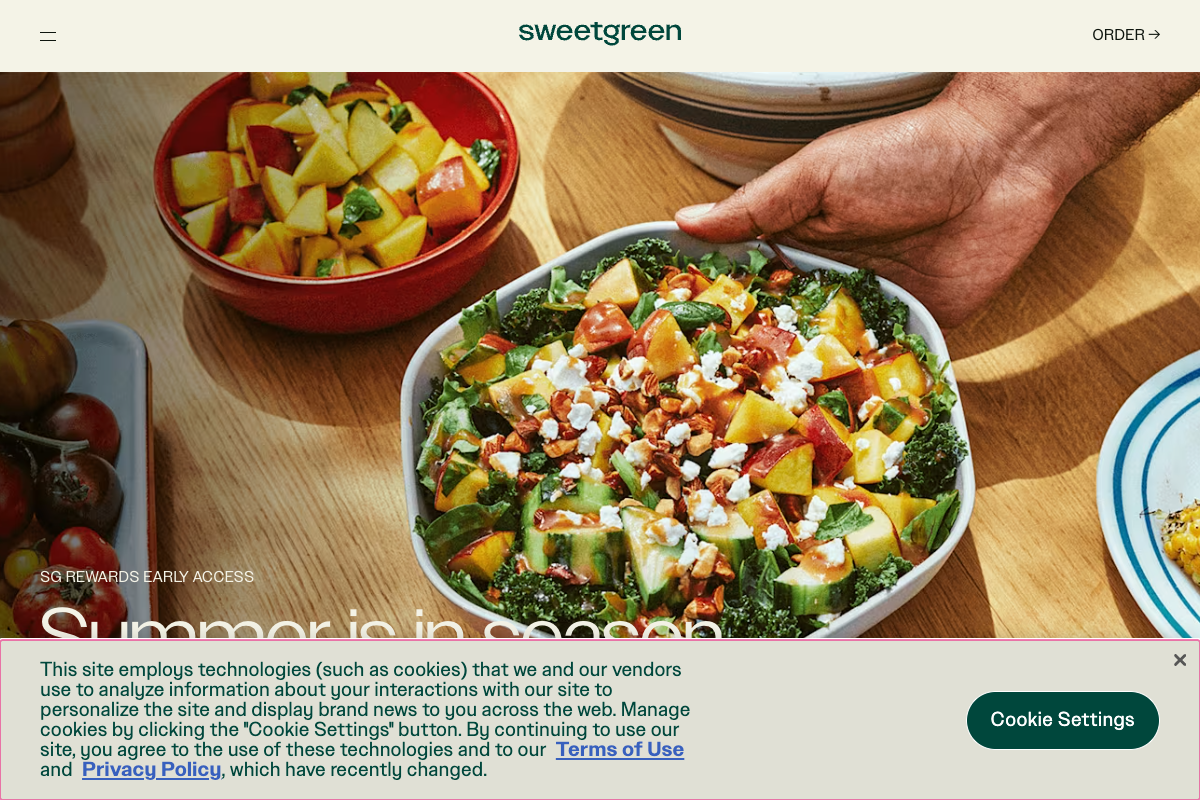 sweetgreen
ORDER →
SG REWARDS EARLY ACCESS
Summer is in season
This site employs technologies (such as cookies) that we and our vendors
use to analyze information about your interactions with our site to
personalize the site and display brand news to you across the web. Manage
cookies by clicking the "Cookie Settings" button. By continuing to use our
site, you agree to the use of these technologies and to our Terms of Use
and Privacy Policy, which have recently changed.
Cookie Settings